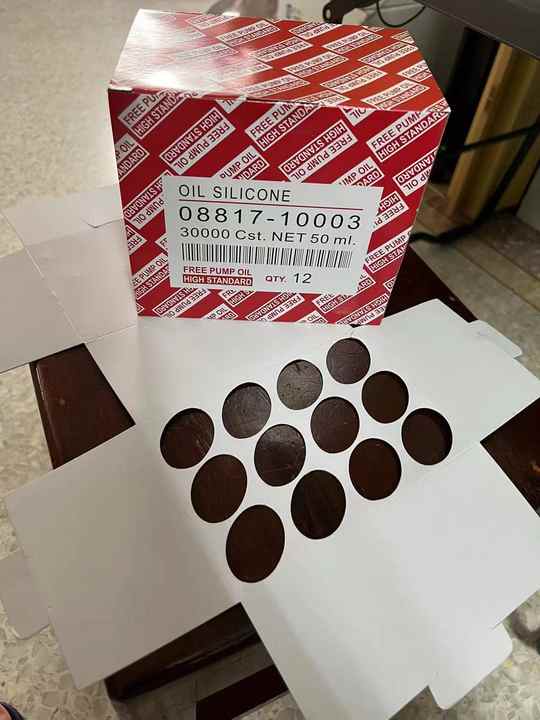 OIL SILICONE
08817-10003
30000 Cst. NET 50 ml.
FREE PUMP OIL
HIGH STANDARD
QTY. 12
FREE PUMP OIL
HIGH STANDARD